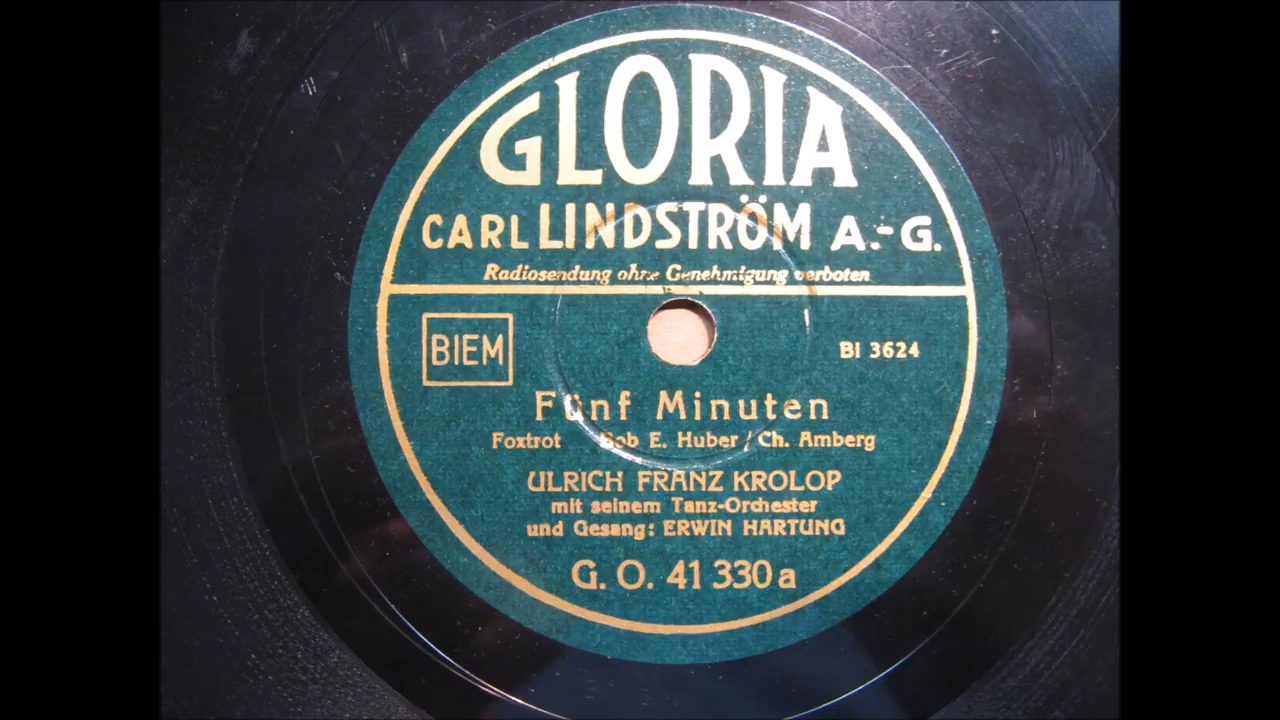 GLORIA
CARL LINDSTRÖM A.-G.
Radiosendung ohne Genehmigung verboten
BIEM
Bi 3624
Fünf Minuten
Foxtrot Bob E. Huber / Ch. Amberg
ULRICH FRANZ KROLOP
mit seinem Tanz-Orchester
und Gesang: ERWIN HARTUNG
G. O. 41 330 a